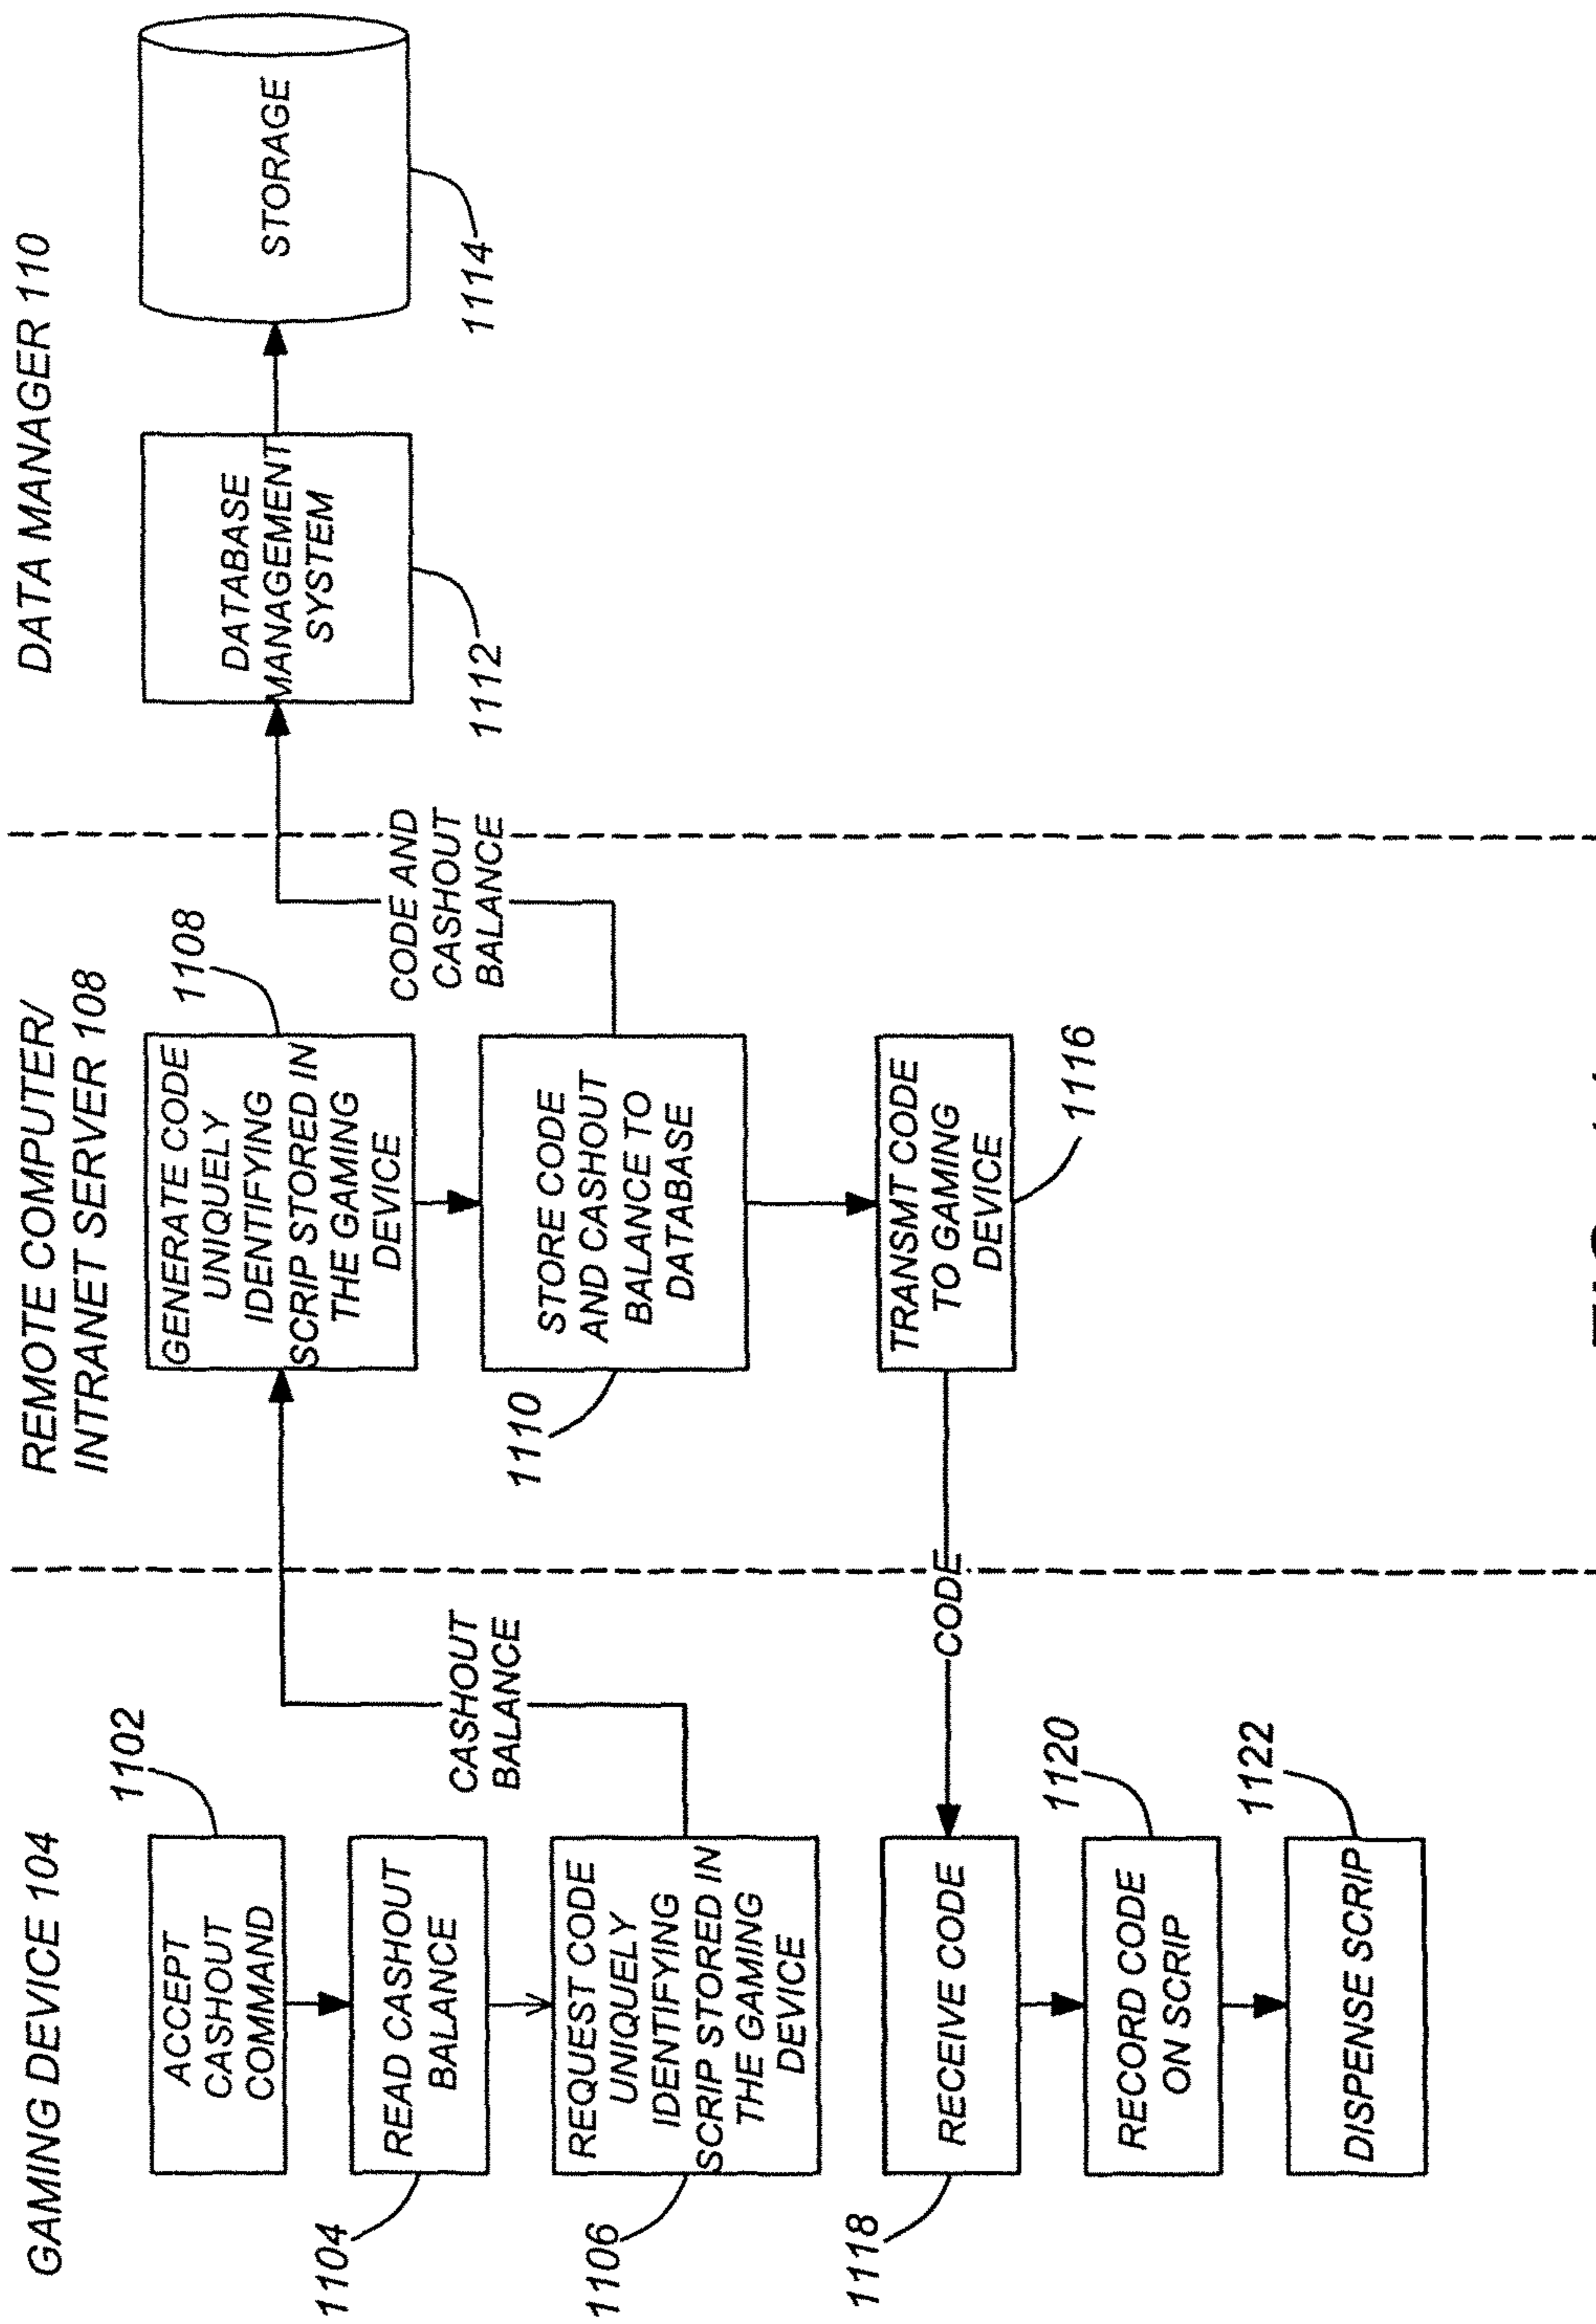 GAMING DEVICE 104
1102
ACCEPT
CASHOUT
COMMAND
1104
READ CASHOUT
BALANCE
1106
REQUEST CODE
UNIQUELY
IDENTIFYING
SCRIP STORED IN
THE GAMING
DEVICE
CASHOUT
BALANCE
1118
RECEIVE CODE
1120
RECORD CODE
ON SCRIP
1122
DISPENSE SCRIP
CODE
REMOTE COMPUTER/
INTRANET SERVER 108
1108
GENERATE CODE
UNIQUELY
IDENTIFYING
SCRIP STORED IN
THE GAMING
DEVICE
1110
STORE CODE
AND CASHOUT
BALANCE TO
DATABASE
CODE AND
CASHOUT
BALANCE
TRANSMT CODE
TO GAMING
DEVICE
1116
DATA MANAGER 110
DATABASE
MANAGEMENT
SYSTEM
1112
STORAGE
1114